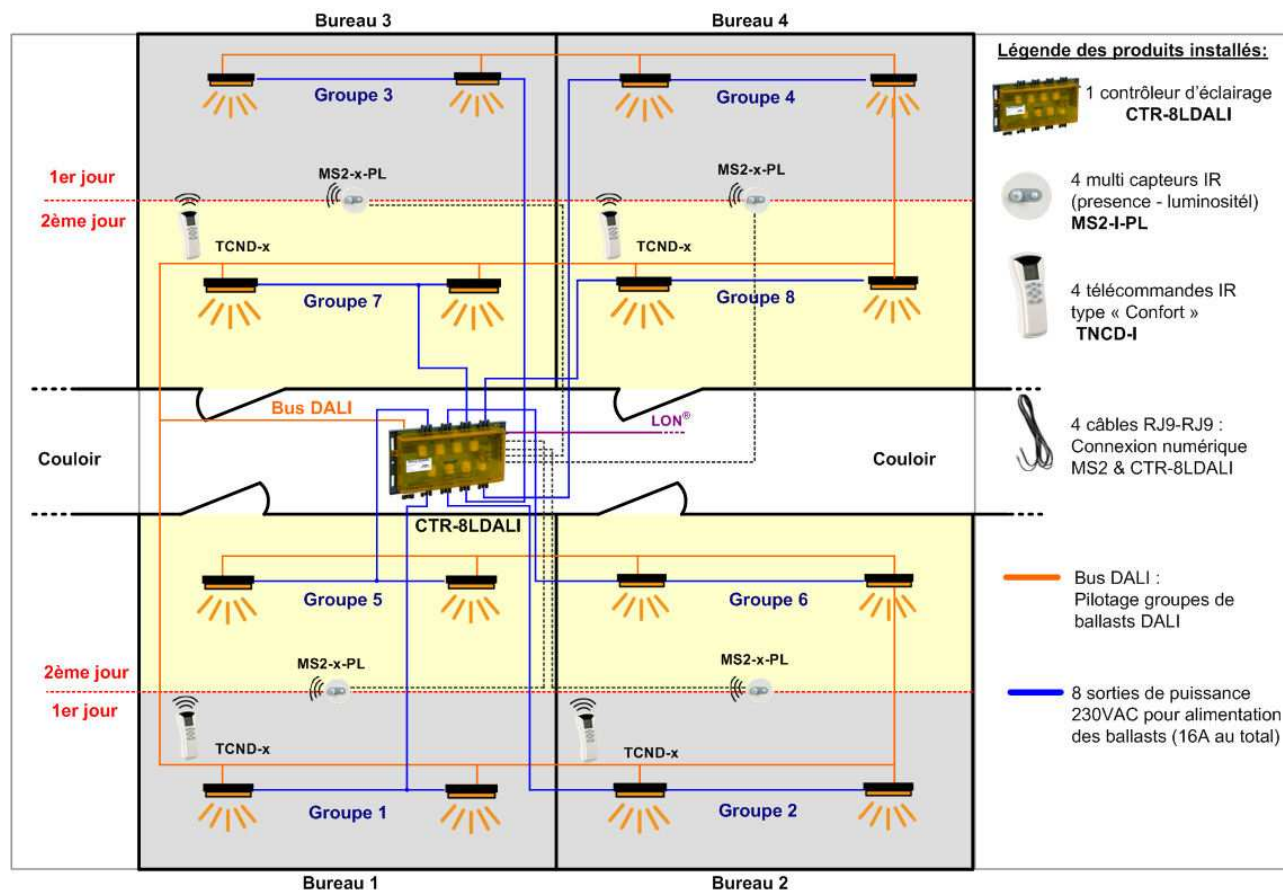 Bureau 3
Bureau 4
Groupe 3
Groupe 4
1er jour
MS2-x-PL
MS2-x-PL
2ème jour
TCND-x
TCND-x
Groupe 7
Groupe 8
Bus DALI
LON®
Couloir
Couloir
CTR-8LDALI
Groupe 5
Groupe 6
2ème jour
MS2-x-PL
MS2-x-PL
1er jour
TCND-x
TCND-x
Groupe 1
Groupe 2
Bureau 1
Bureau 2
Légende des produits installés:
1 contrôleur d'éclairage
CTR-8LDALI
4 multi capteurs IR
(presence - luminositél)
MS2-I-PL
4 télécommandes IR
type « Confort »
TNCD-I
4 câbles RJ9-RJ9 :
Connexion numérique
MS2 & CTR-8LDALI
Bus DALI :
Pilotage groupes de
ballasts DALI
8 sorties de puissance
230VAC pour alimentation
des ballasts (16A au total)